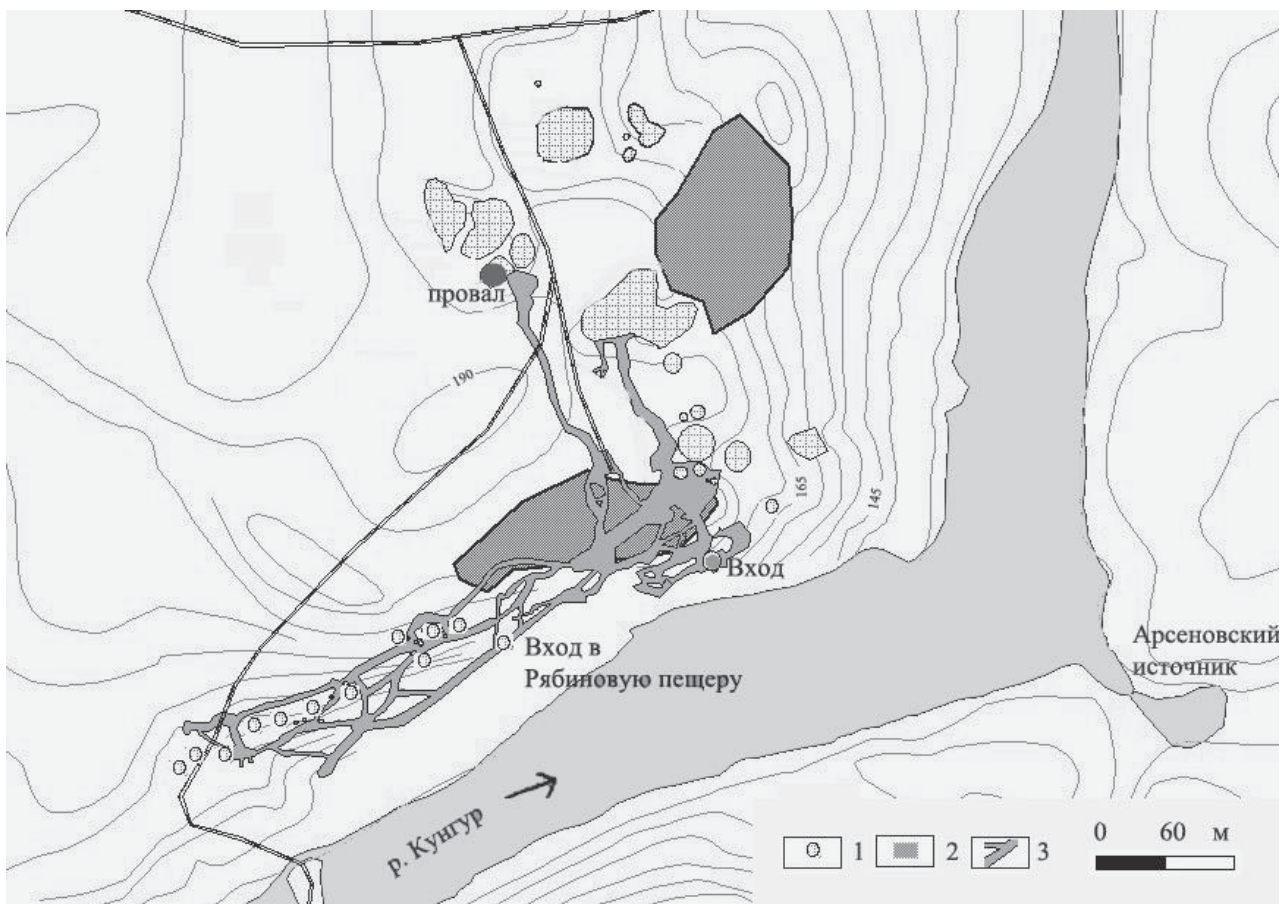 провал
190
165
145
Вход
Вход в
Рябиновую пещеру
Арсеновский
источник
р. Кунгур
1 2 3
0 60 м